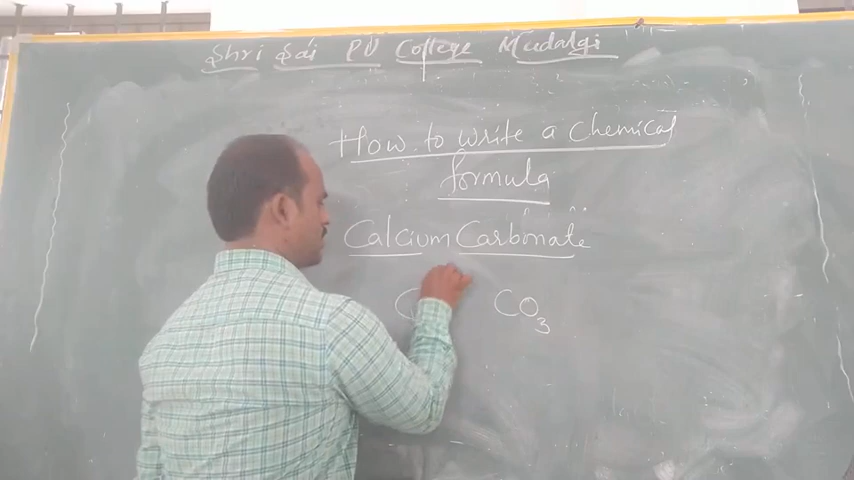 Shri Sai PU College Mudalgi
How to write a chemical
formula
Calcium Carbonate
C CO3